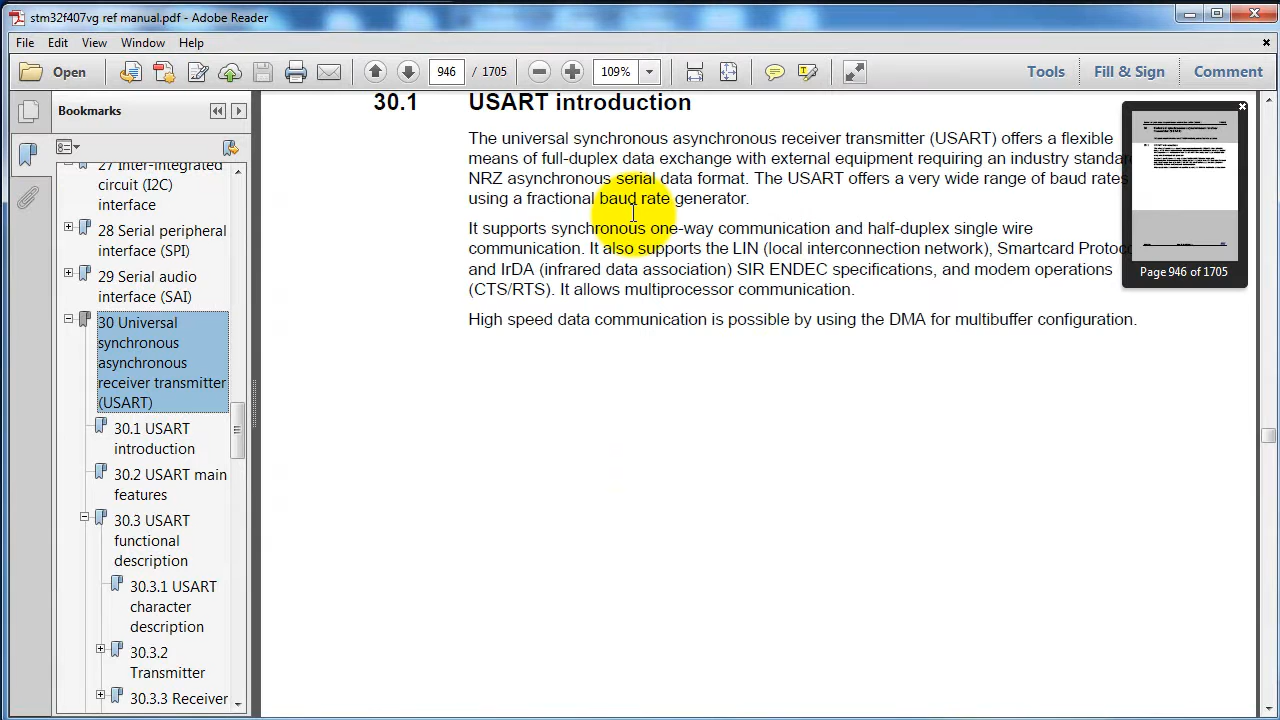 stm32f407vg ref manual.pdf - Adobe Reader
File Edit View Window Help
Open 946 / 1705 109% Tools Fill & Sign Comment
Bookmarks
27 Inter-integrated
circuit (I2C)
interface
28 Serial peripheral
interface (SPI)
29 Serial audio
interface (SAI)
30 Universal
synchronous
asynchronous
receiver transmitter
(USART)
30.1 USART
introduction
30.2 USART main
features
30.3 USART
functional
description
30.3.1 USART
character
description
30.3.2
Transmitter
30.3.3 Receiver
30.1 USART introduction
The universal synchronous asynchronous receiver transmitter (USART) offers a flexible
means of full-duplex data exchange with external equipment requiring an industry standard
NRZ asynchronous serial data format. The USART offers a very wide range of baud rates
using a fractional baud rate generator.
It supports synchronous one-way communication and half-duplex single wire
communication. It also supports the LIN (local interconnection network), Smartcard Protoc
and IrDA (infrared data association) SIR ENDEC specifications, and modem operations
(CTS/RTS). It allows multiprocessor communication.
High speed data communication is possible by using the DMA for multibuffer configuration.
Page 946 of 1705